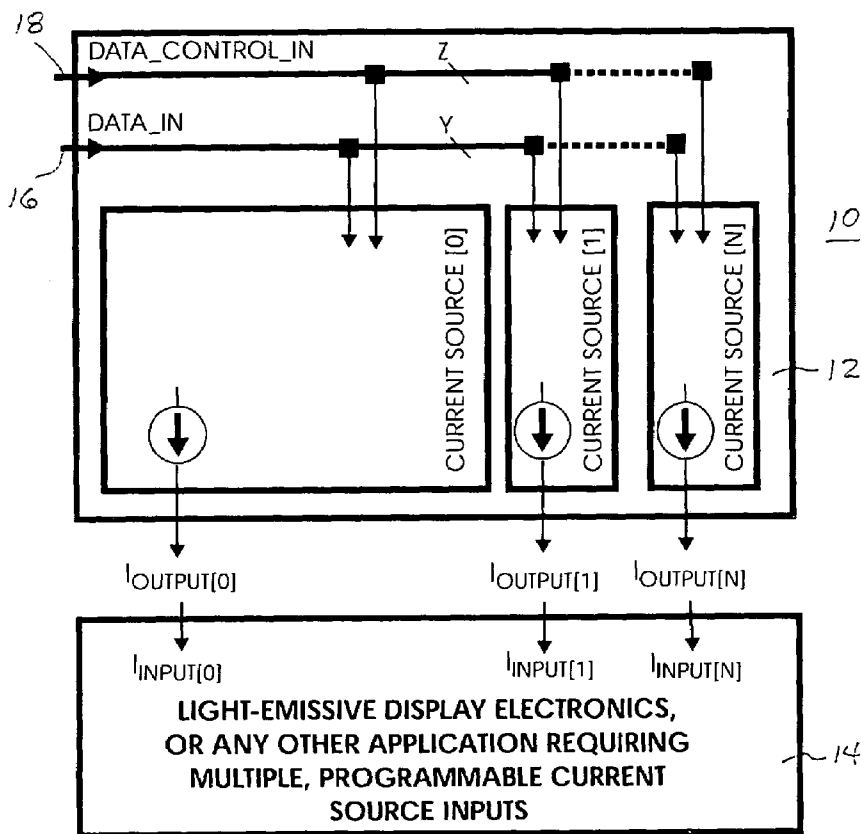 18
DATA_CONTROL_IN
Z
DATA_IN
Y
16
10
CURRENT SOURCE [0]
CURRENT SOURCE [1]
CURRENT SOURCE [N]
12
IOUTPUT[0]
IOUTPUT[1]
IOUTPUT[N]
IINPUT[0]
IINPUT[1]
IINPUT[N]
LIGHT-EMISSIVE DISPLAY ELECTRONICS,
OR ANY OTHER APPLICATION REQUIRING
MULTIPLE, PROGRAMMABLE CURRENT
SOURCE INPUTS
14